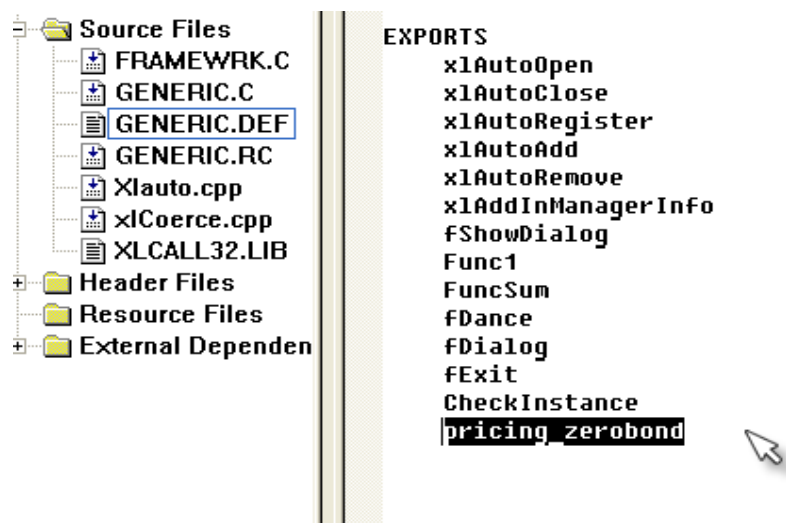 Source Files
FRAMEWRK.C
GENERIC.C
GENERIC.DEF
GENERIC.RC
Xlauto.cpp
xlCoerce.cpp
XLCALL32.LIB
Header Files
Resource Files
External Dependen
EXPORTS
xlAutoOpen
xlAutoClose
xlAutoRegister
xlAutoAdd
xlAutoRemove
xlAddInManagerInfo
fShowDialog
Func1
FuncSum
fDance
fDialog
fExit
CheckInstance
pricing_zerobond